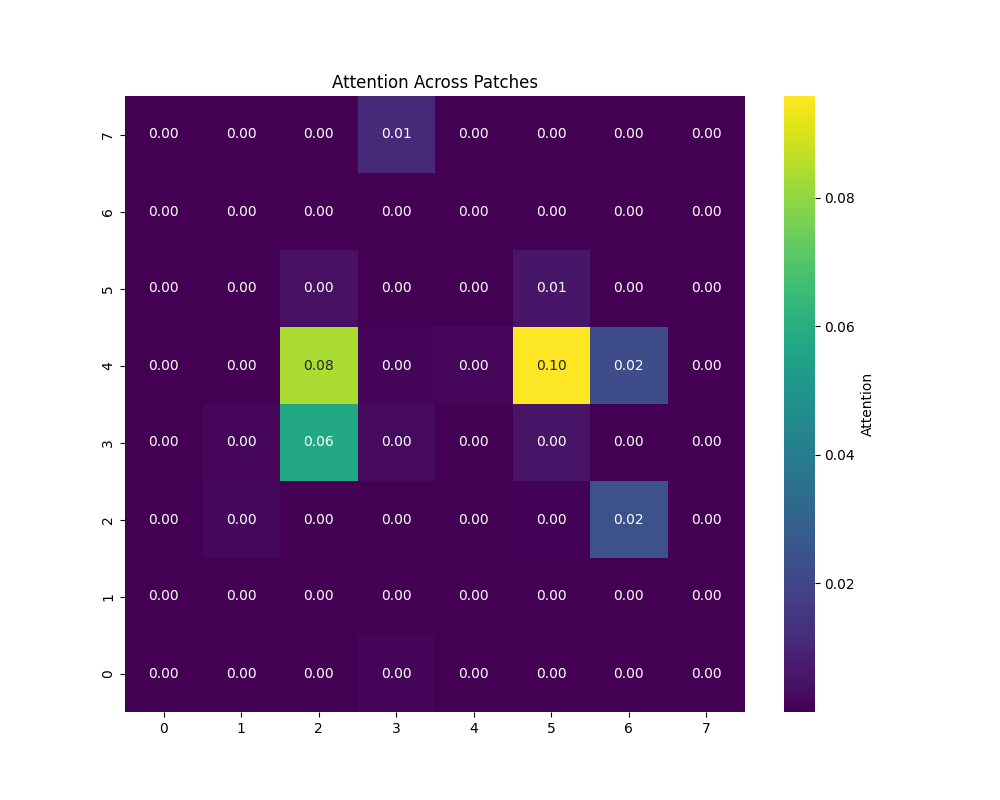 Attention Across Patches
7 0.00 0.00 0.00 0.01 0.00 0.00 0.00 0.00
0.08
6 0.00 0.00 0.00 0.00 0.00 0.00 0.00 0.00
5 0.00 0.00 0.00 0.00 0.00 0.01 0.00 0.00
0.06
4 0.00 0.00 0.08 0.00 0.00 0.10 0.02 0.00
Attention
3 0.00 0.00 0.06 0.00 0.00 0.00 0.00 0.00
0.04
2 0.00 0.00 0.00 0.00 0.00 0.00 0.02 0.00
0.02
1 0.00 0.00 0.00 0.00 0.00 0.00 0.00 0.00
0 0.00 0.00 0.00 0.00 0.00 0.00 0.00 0.00
0 1 2 3 4 5 6 7